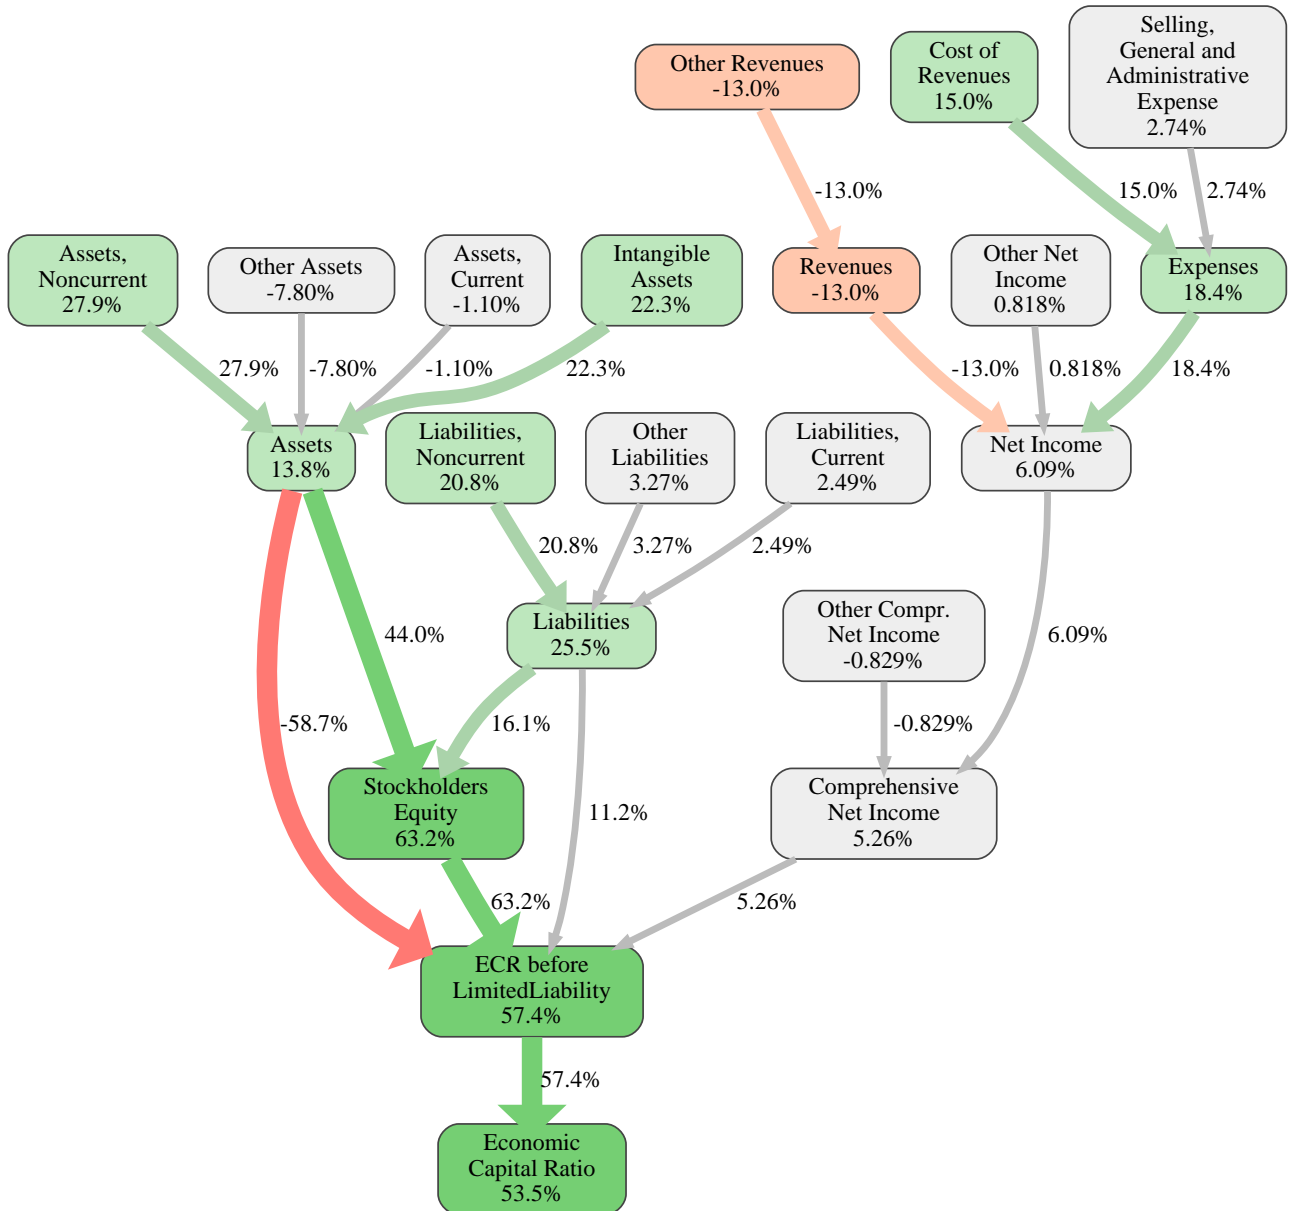 Selling,
General and
Administrative
Expense
2.74%
Cost of
Revenues
15.0%
Other Revenues
-13.0%
-13.0%
15.0%
2.74%
Assets,
Noncurrent
27.9%
Other Assets
-7.80%
Assets,
Current
-1.10%
Intangible
Assets
22.3%
Revenues
-13.0%
Other Net
Income
0.818%
Expenses
18.4%
27.9%
-7.80%
-1.10%
22.3%
-13.0%
0.818%
18.4%
Assets
13.8%
Liabilities,
Noncurrent
20.8%
Other
Liabilities
3.27%
Liabilities,
Current
2.49%
Net Income
6.09%
20.8%
3.27%
2.49%
Liabilities
25.5%
Other Compr.
Net Income
-0.829%
44.0%
6.09%
-58.7%
16.1%
-0.829%
Stockholders
Equity
63.2%
11.2%
Comprehensive
Net Income
5.26%
63.2%
5.26%
ECR before
LimitedLiability
57.4%
57.4%
Economic
Capital Ratio
53.5%